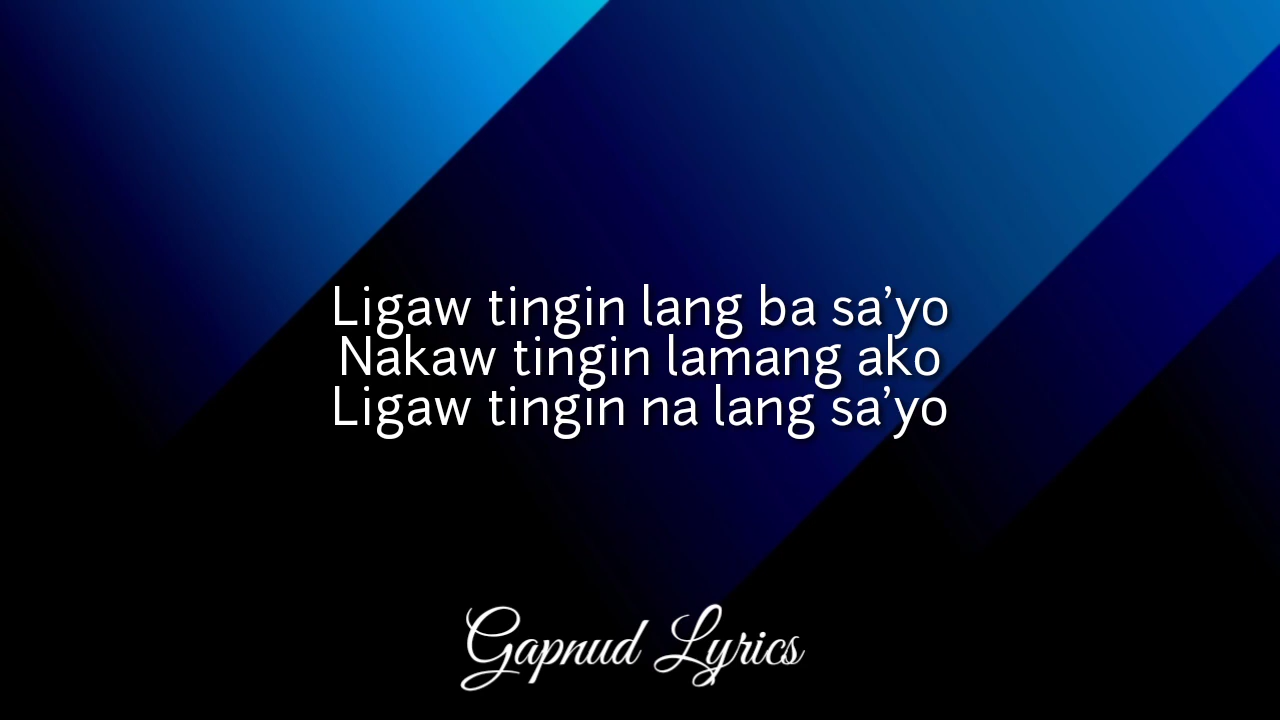 Ligaw tingin lang ba sa’yo
Nakaw tingin lamang ako
Ligaw tingin na lang sa’yo
Gapnud Lyrics